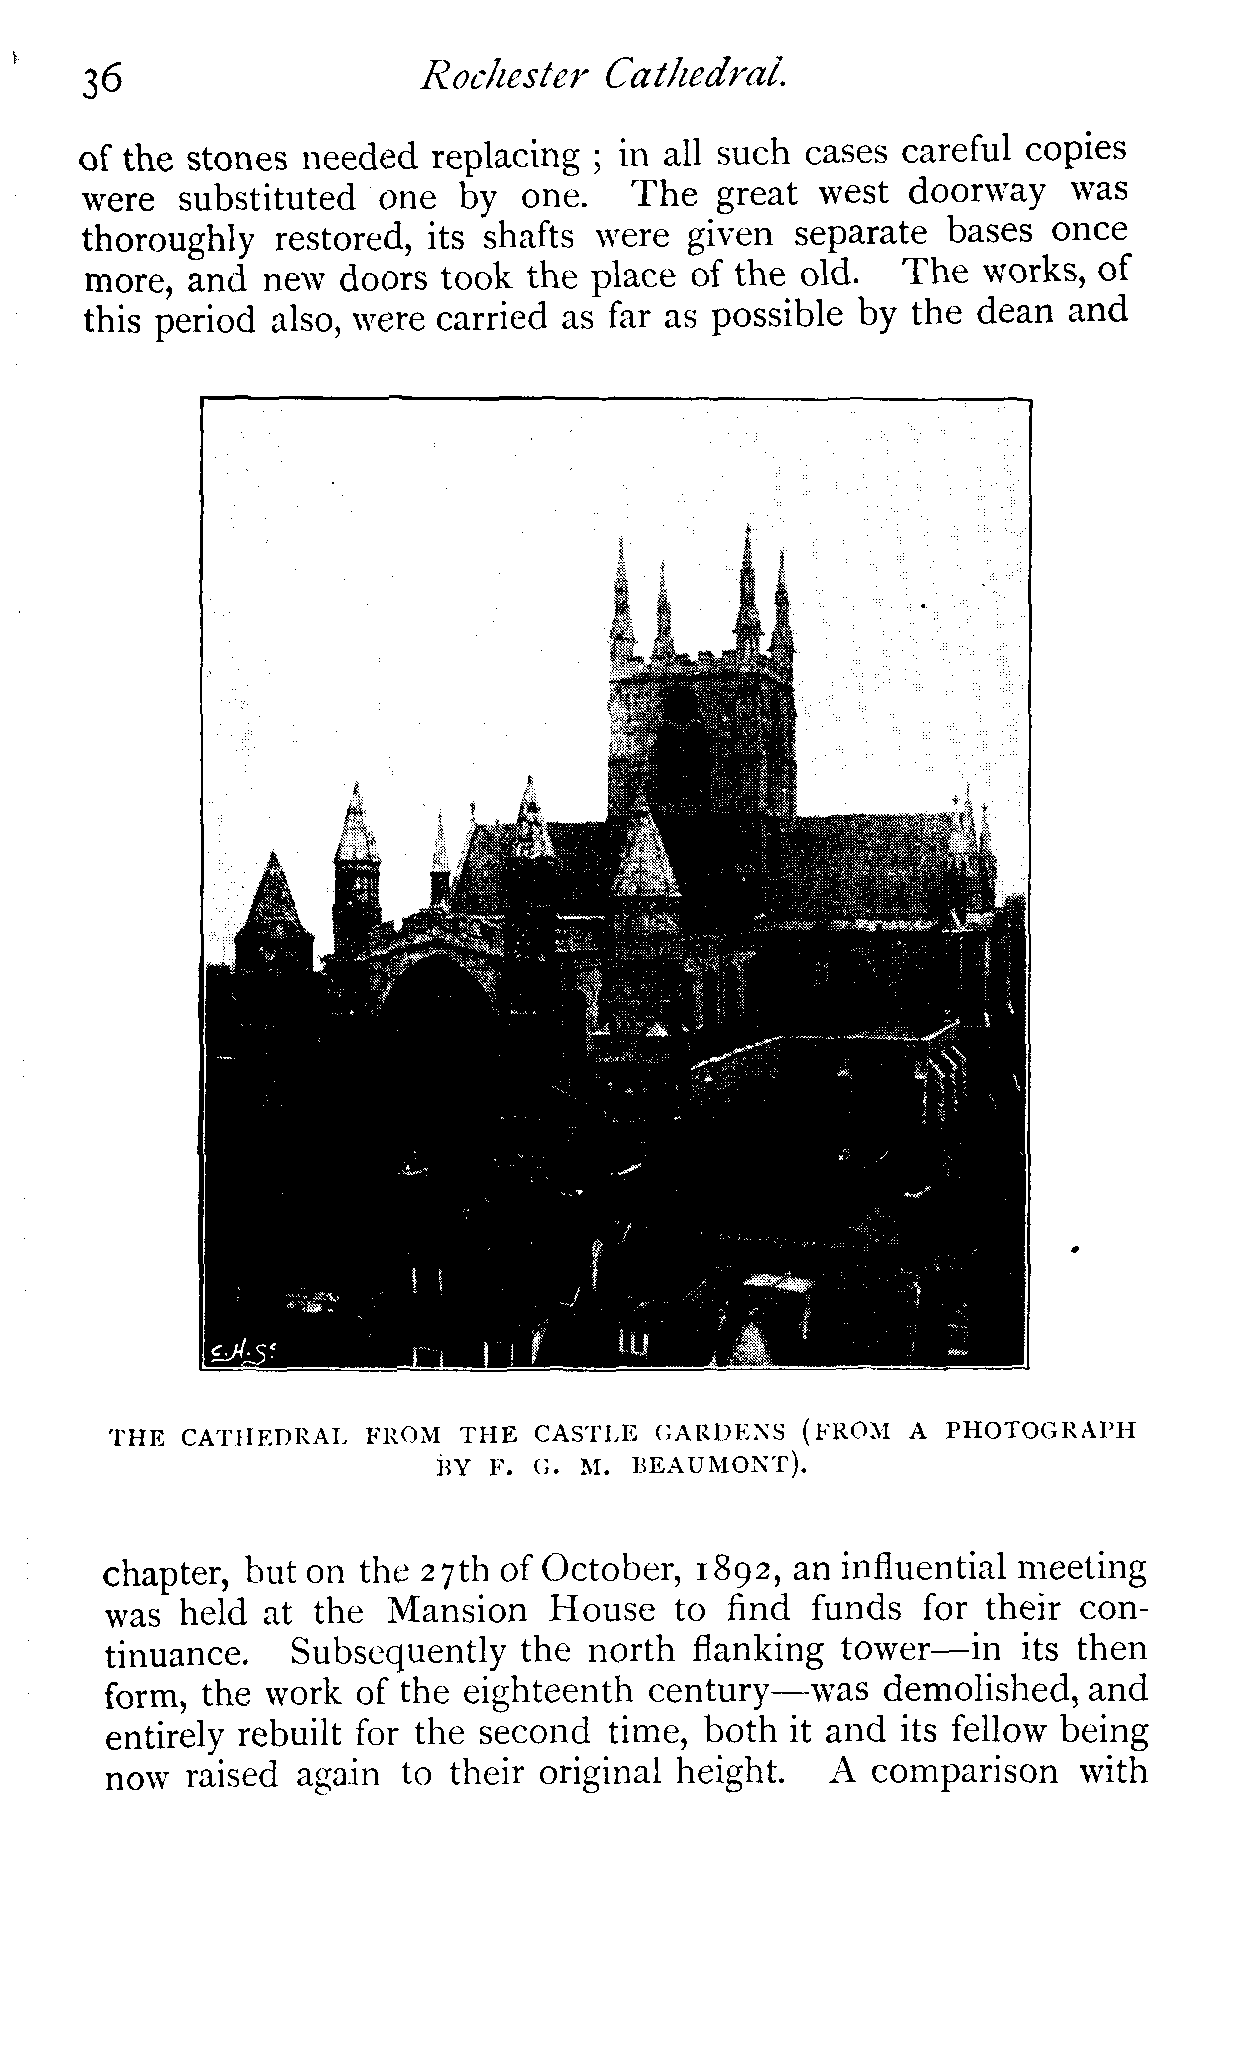 36 Rochester Cathedral.
of the stones needed replacing ; in all such cases careful copies
were substituted one by one. The great west doorway was
thoroughly restored, its shafts were given separate bases once
more, and new doors took the place of the old. The works, of
this period also, were carried as far as possible by the dean and
C.H.S.
THE CATHEDRAL FROM THE CASTLE GARDENS (FROM A PHOTOGRAPH
BY F. G. M. BEAUMONT).
chapter, but on the 27th of October, 1892, an influential meeting
was held at the Mansion House to find funds for their con-
tinuance. Subsequently the north flanking tower—in its then
form, the work of the eighteenth century—was demolished, and
entirely rebuilt for the second time, both it and its fellow being
now raised again to their original height. A comparison with